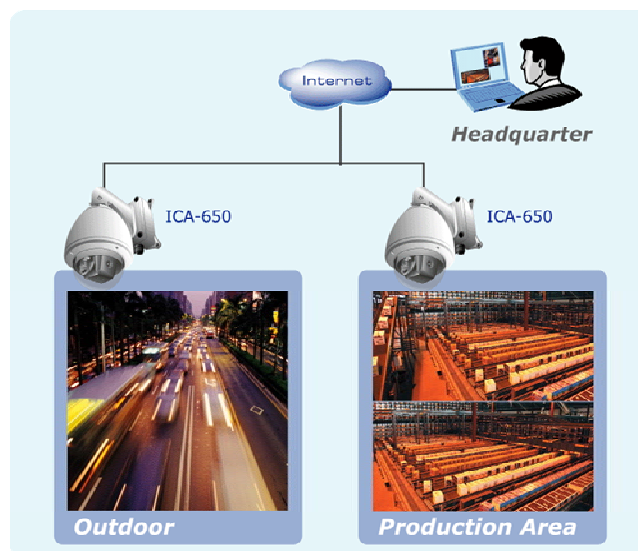 Internet
Headquarter
ICA-650
ICA-650
Outdoor
Production Area